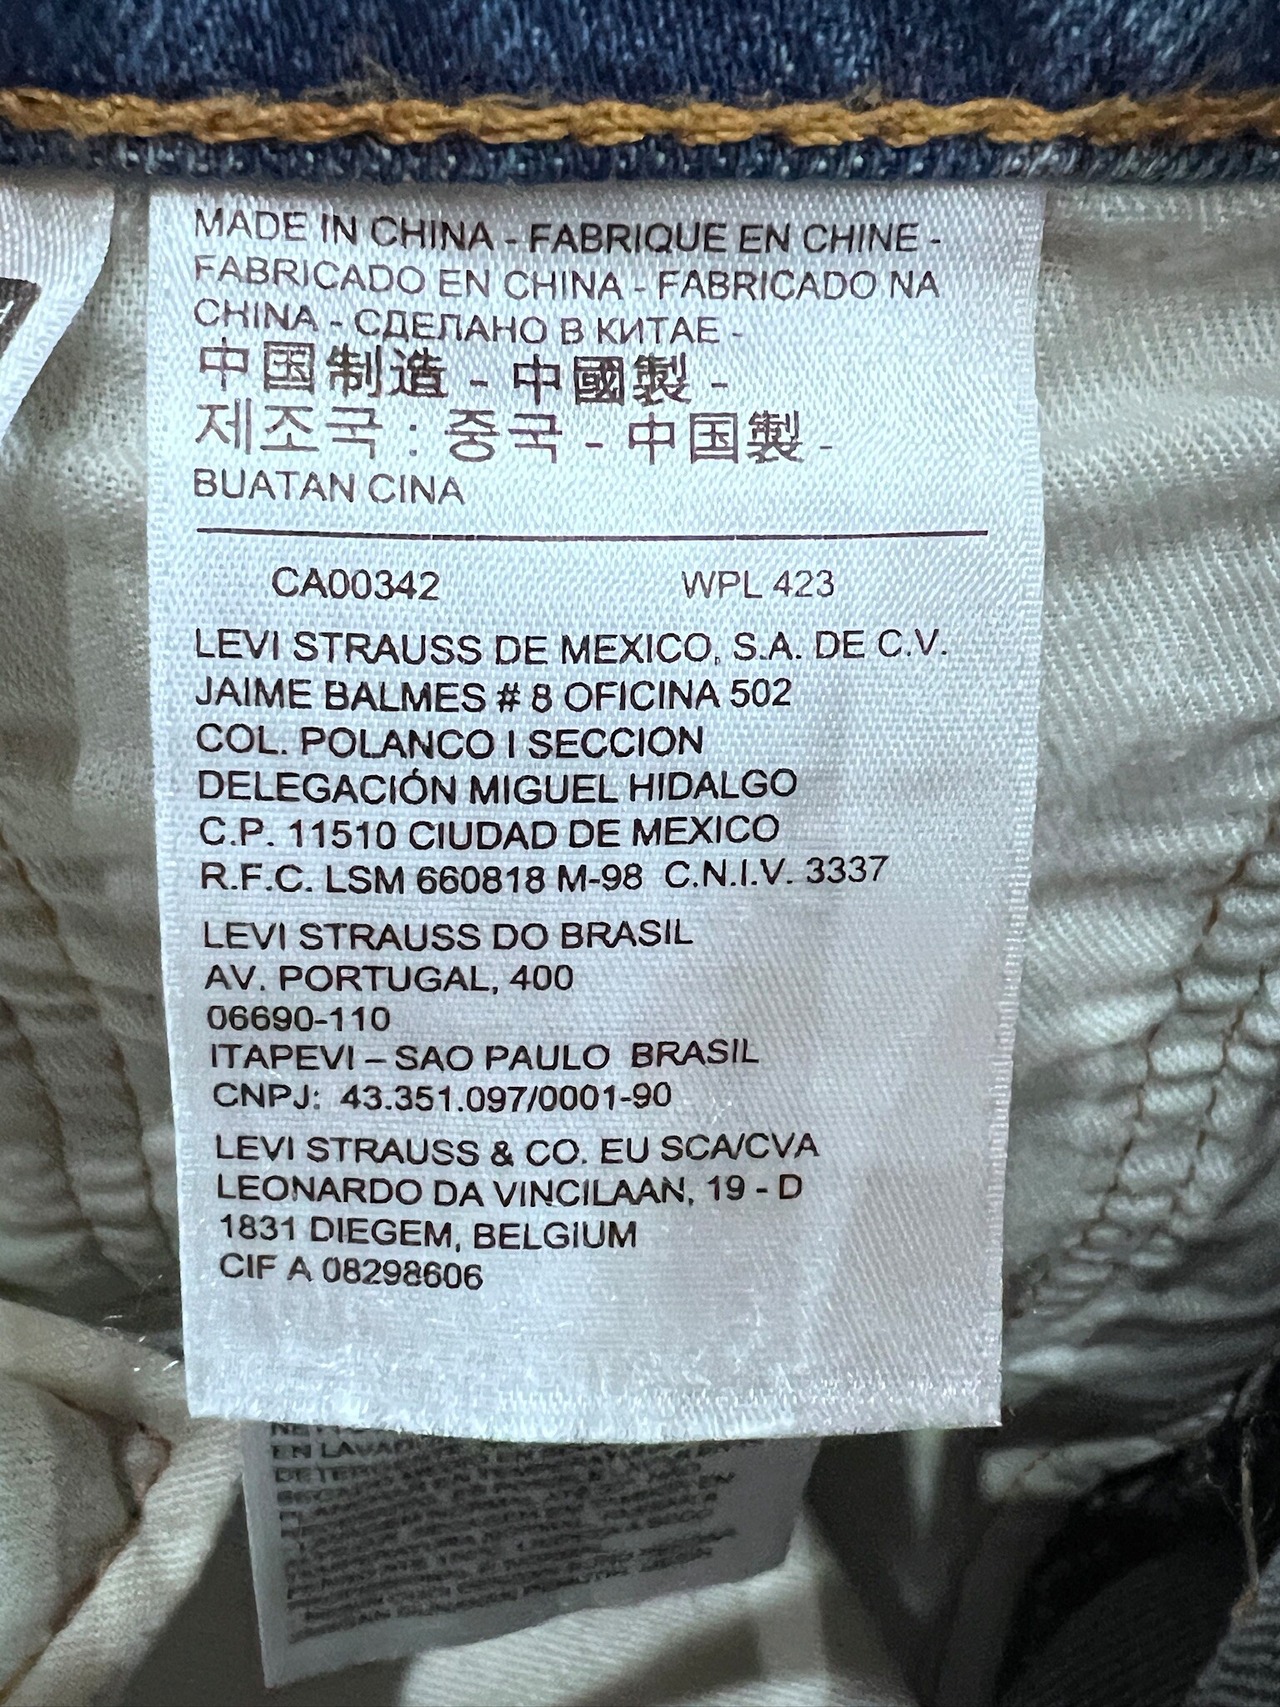 MADE IN CHINA - FABRIQUE EN CHINE -
FABRICADO EN CHINA - FABRICADO NA
CHINA - СДЕЛАНО В КИТАЕ -
中国制造 - 中國製 -
제조국 : 중국 - 中国製 -
BUATAN CINA
CA00342 WPL 423
LEVI STRAUSS DE MEXICO, S.A. DE C.V.
JAIME BALMES # 8 OFICINA 502
COL. POLANCO I SECCION
DELEGACIÓN MIGUEL HIDALGO
C.P. 11510 CIUDAD DE MEXICO
R.F.C. LSM 660818 M-98 C.N.I.V. 3337
LEVI STRAUSS DO BRASIL
AV. PORTUGAL, 400
06690-110
ITAPEVI – SAO PAULO BRASIL
CNPJ: 43.351.097/0001-90
LEVI STRAUSS & CO. EU SCA/CVA
LEONARDO DA VINCILAAN, 19 - D
1831 DIEGEM, BELGIUM
CIF A 08298606